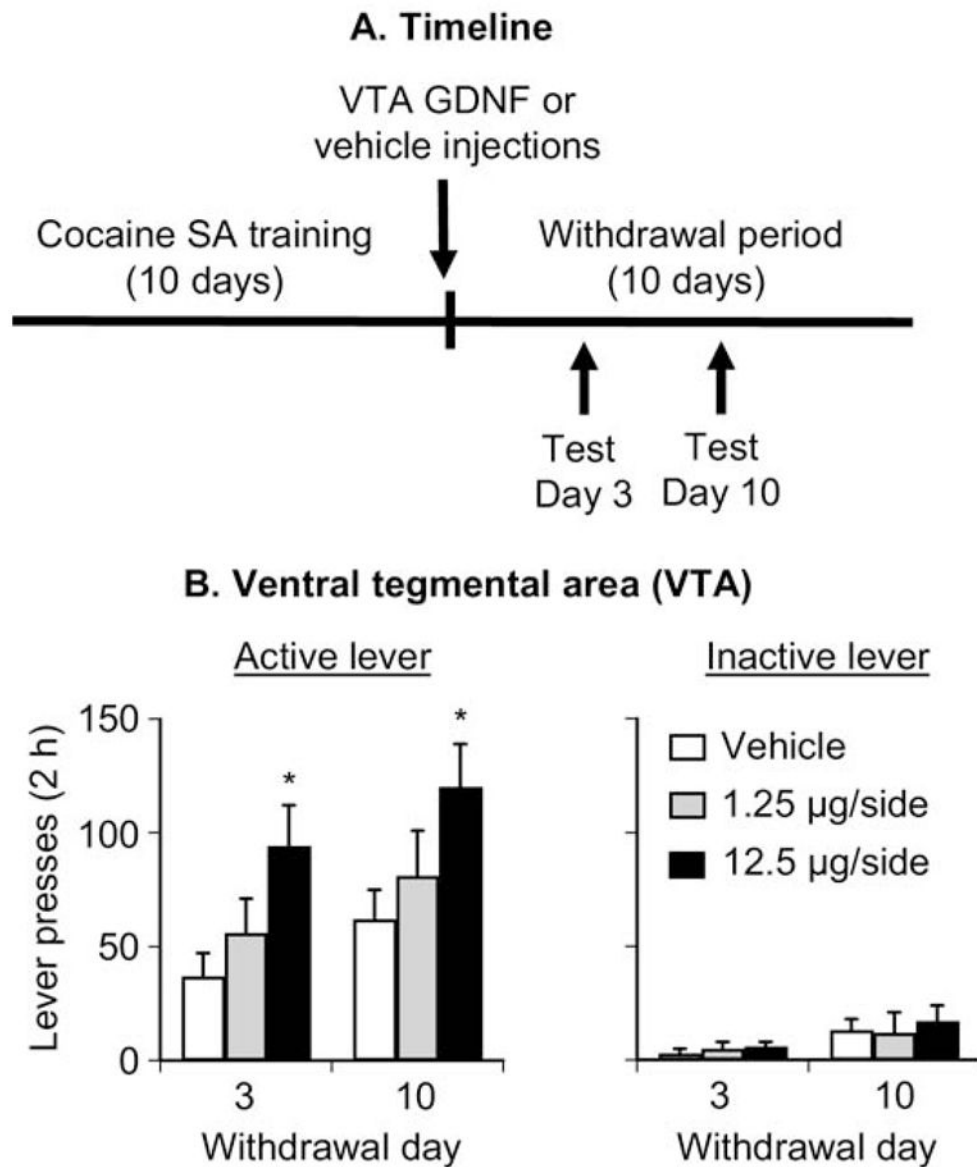 A. Timeline
VTA GDNF or
vehicle injections
Cocaine SA training
(10 days)
Withdrawal period
(10 days)
Test
Day 3
Test
Day 10
B. Ventral tegmental area (VTA)
Active lever
Inactive lever
Lever presses (2 h)
150
100
50
0
*
*
Vehicle
1.25 µg/side
12.5 µg/side
3
10
Withdrawal day
3
10
Withdrawal day